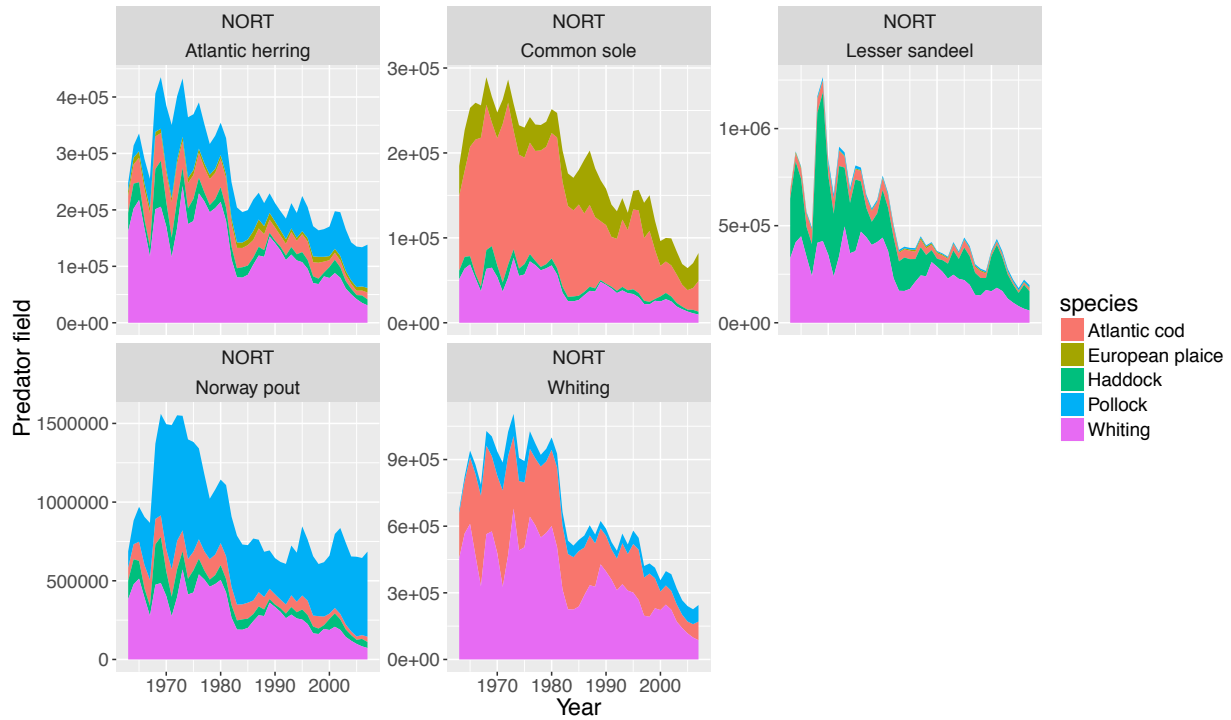 NORT
Atlantic herring
4e+05
3e+05
2e+05
1e+05
0e+00
NORT
Common sole
3e+05
2e+05
1e+05
0e+00
NORT
Lesser sandeel
1e+06
5e+05
0e+00
NORT
Norway pout
1500000
1000000
500000
0
1970 1980 1990 2000
NORT
Whiting
9e+05
6e+05
3e+05
0e+00
1970 1980 1990 2000
Predator field
Year
species
Atlantic cod
European plaice
Haddock
Pollock
Whiting